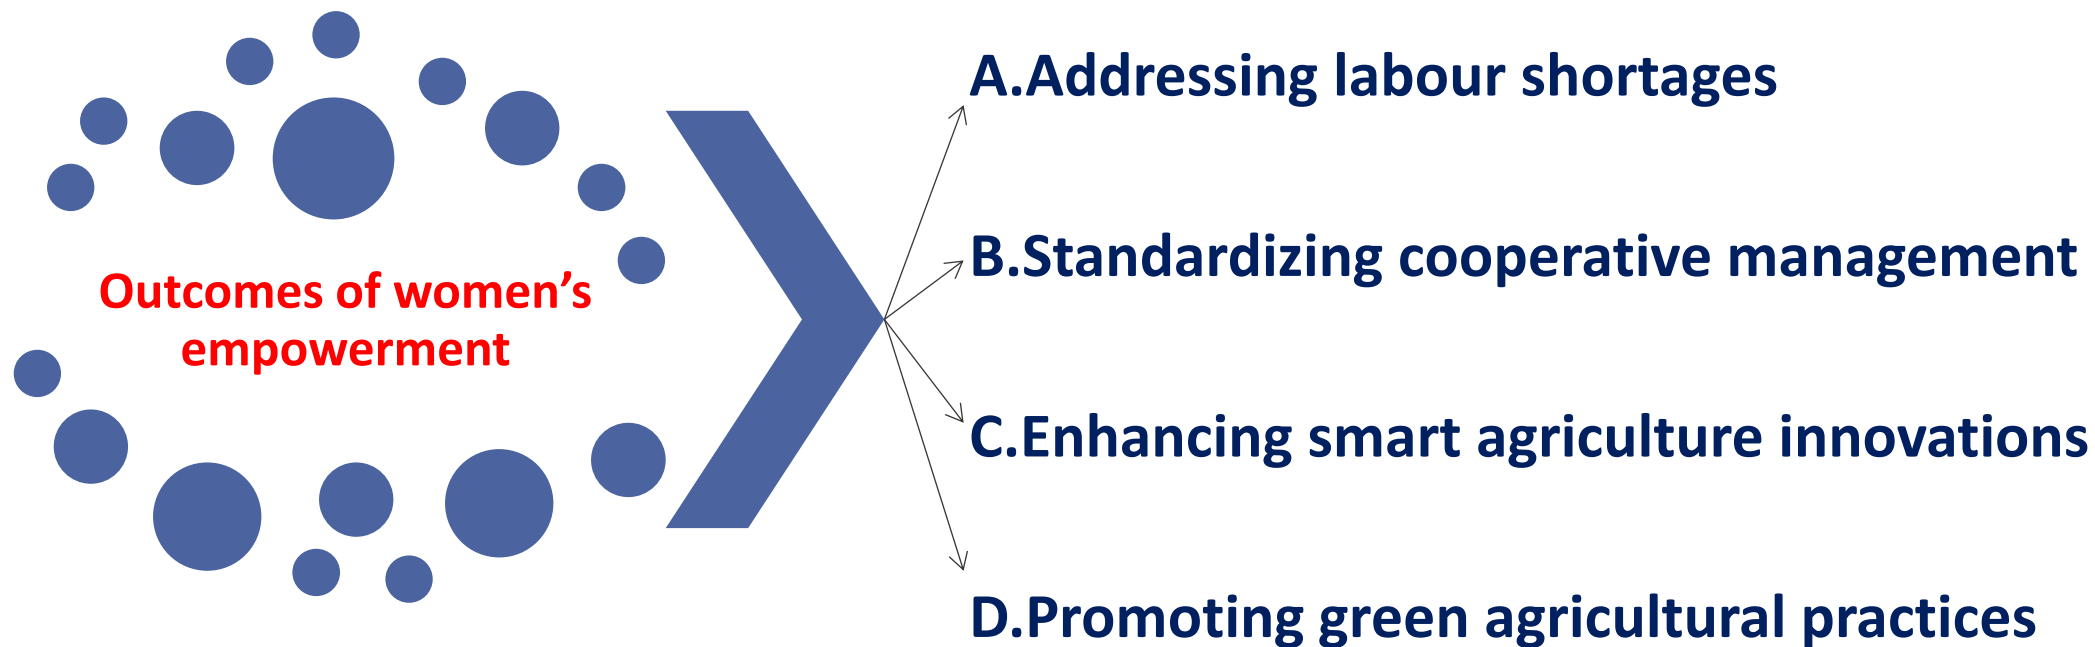 Outcomes of women’s
empowerment
A.Addressing labour shortages
B.Standardizing cooperative management
C.Enhancing smart agriculture innovations
D.Promoting green agricultural practices